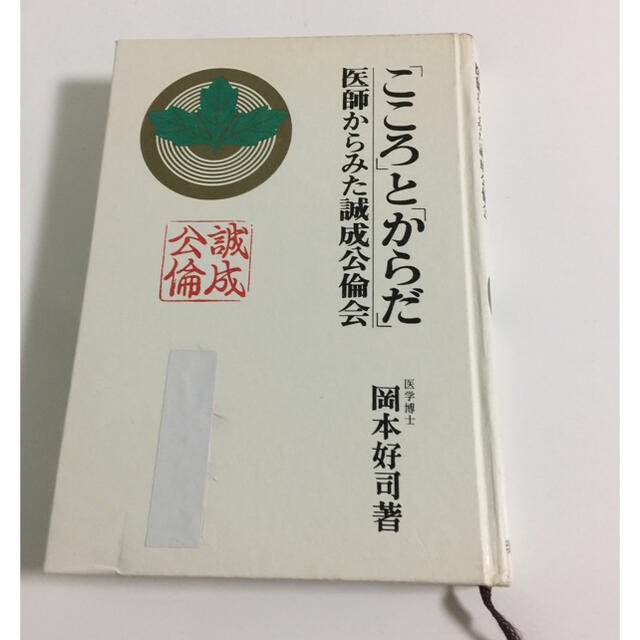 「こころ」と「からだ」
医師からみた誠成公倫会
医学博士
岡本好司著
誠成
公倫